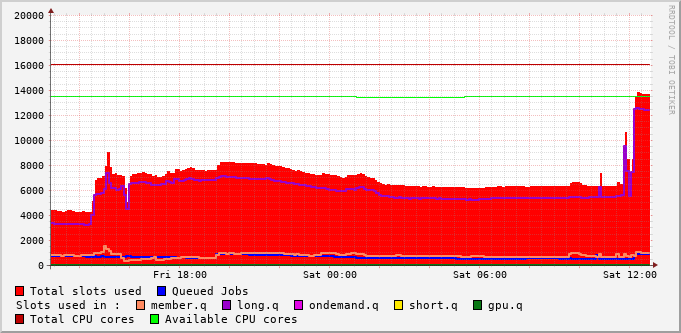 RRDTOOL / TOBI OETIKER
20000
18000
16000
14000
12000
10000
8000
6000
4000
2000
0
Fri 18:00 Sat 00:00 Sat 06:00 Sat 12:00
Total slots used Queued Jobs
Slots used in : member.q long.q ondemand.q short.q gpu.q
Total CPU cores Available CPU cores